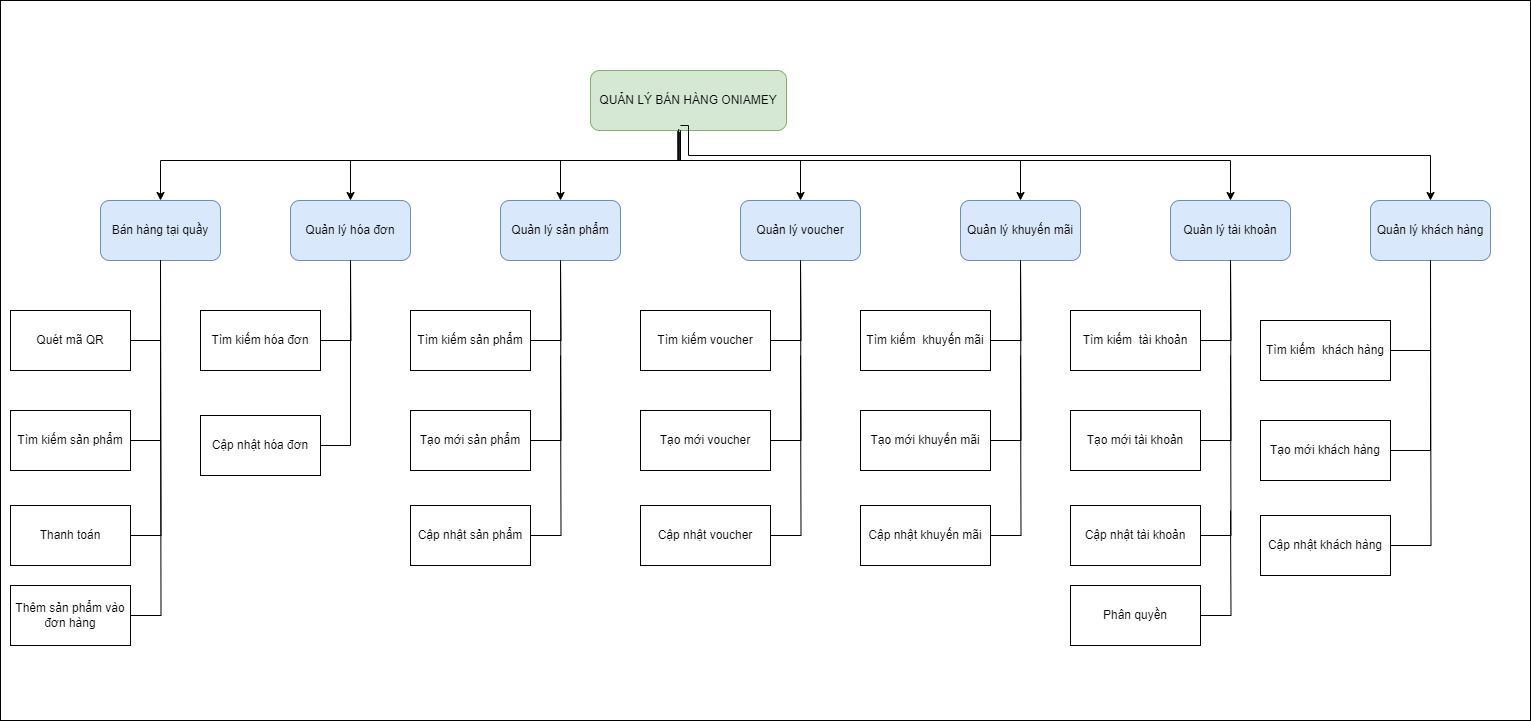 QUẢN LÝ BÁN HÀNG ONIAMEY
Bán hàng tại quầy
Quản lý hóa đơn
Quản lý sản phẩm
Quản lý voucher
Quản lý khuyến mãi
Quản lý tài khoản
Quản lý khách hàng
Quét mã QR
Tìm kiếm hóa đơn
Tìm kiếm sản phẩm
Tìm kiếm voucher
Tìm kiếm  khuyến mãi
Tìm kiếm  tài khoản
Tìm kiếm  khách hàng
Tìm kiếm sản phẩm
Cập nhật hóa đơn
Tạo mới sản phẩm
Tạo mới voucher
Tạo mới khuyến mãi
Tạo mới tài khoản
Tạo mới khách hàng
Thanh toán
Cập nhật sản phẩm
Cập nhật voucher
Cập nhật khuyến mãi
Cập nhật tài khoản
Cập nhật khách hàng
Thêm sản phẩm vào
đơn hàng
Phân quyền